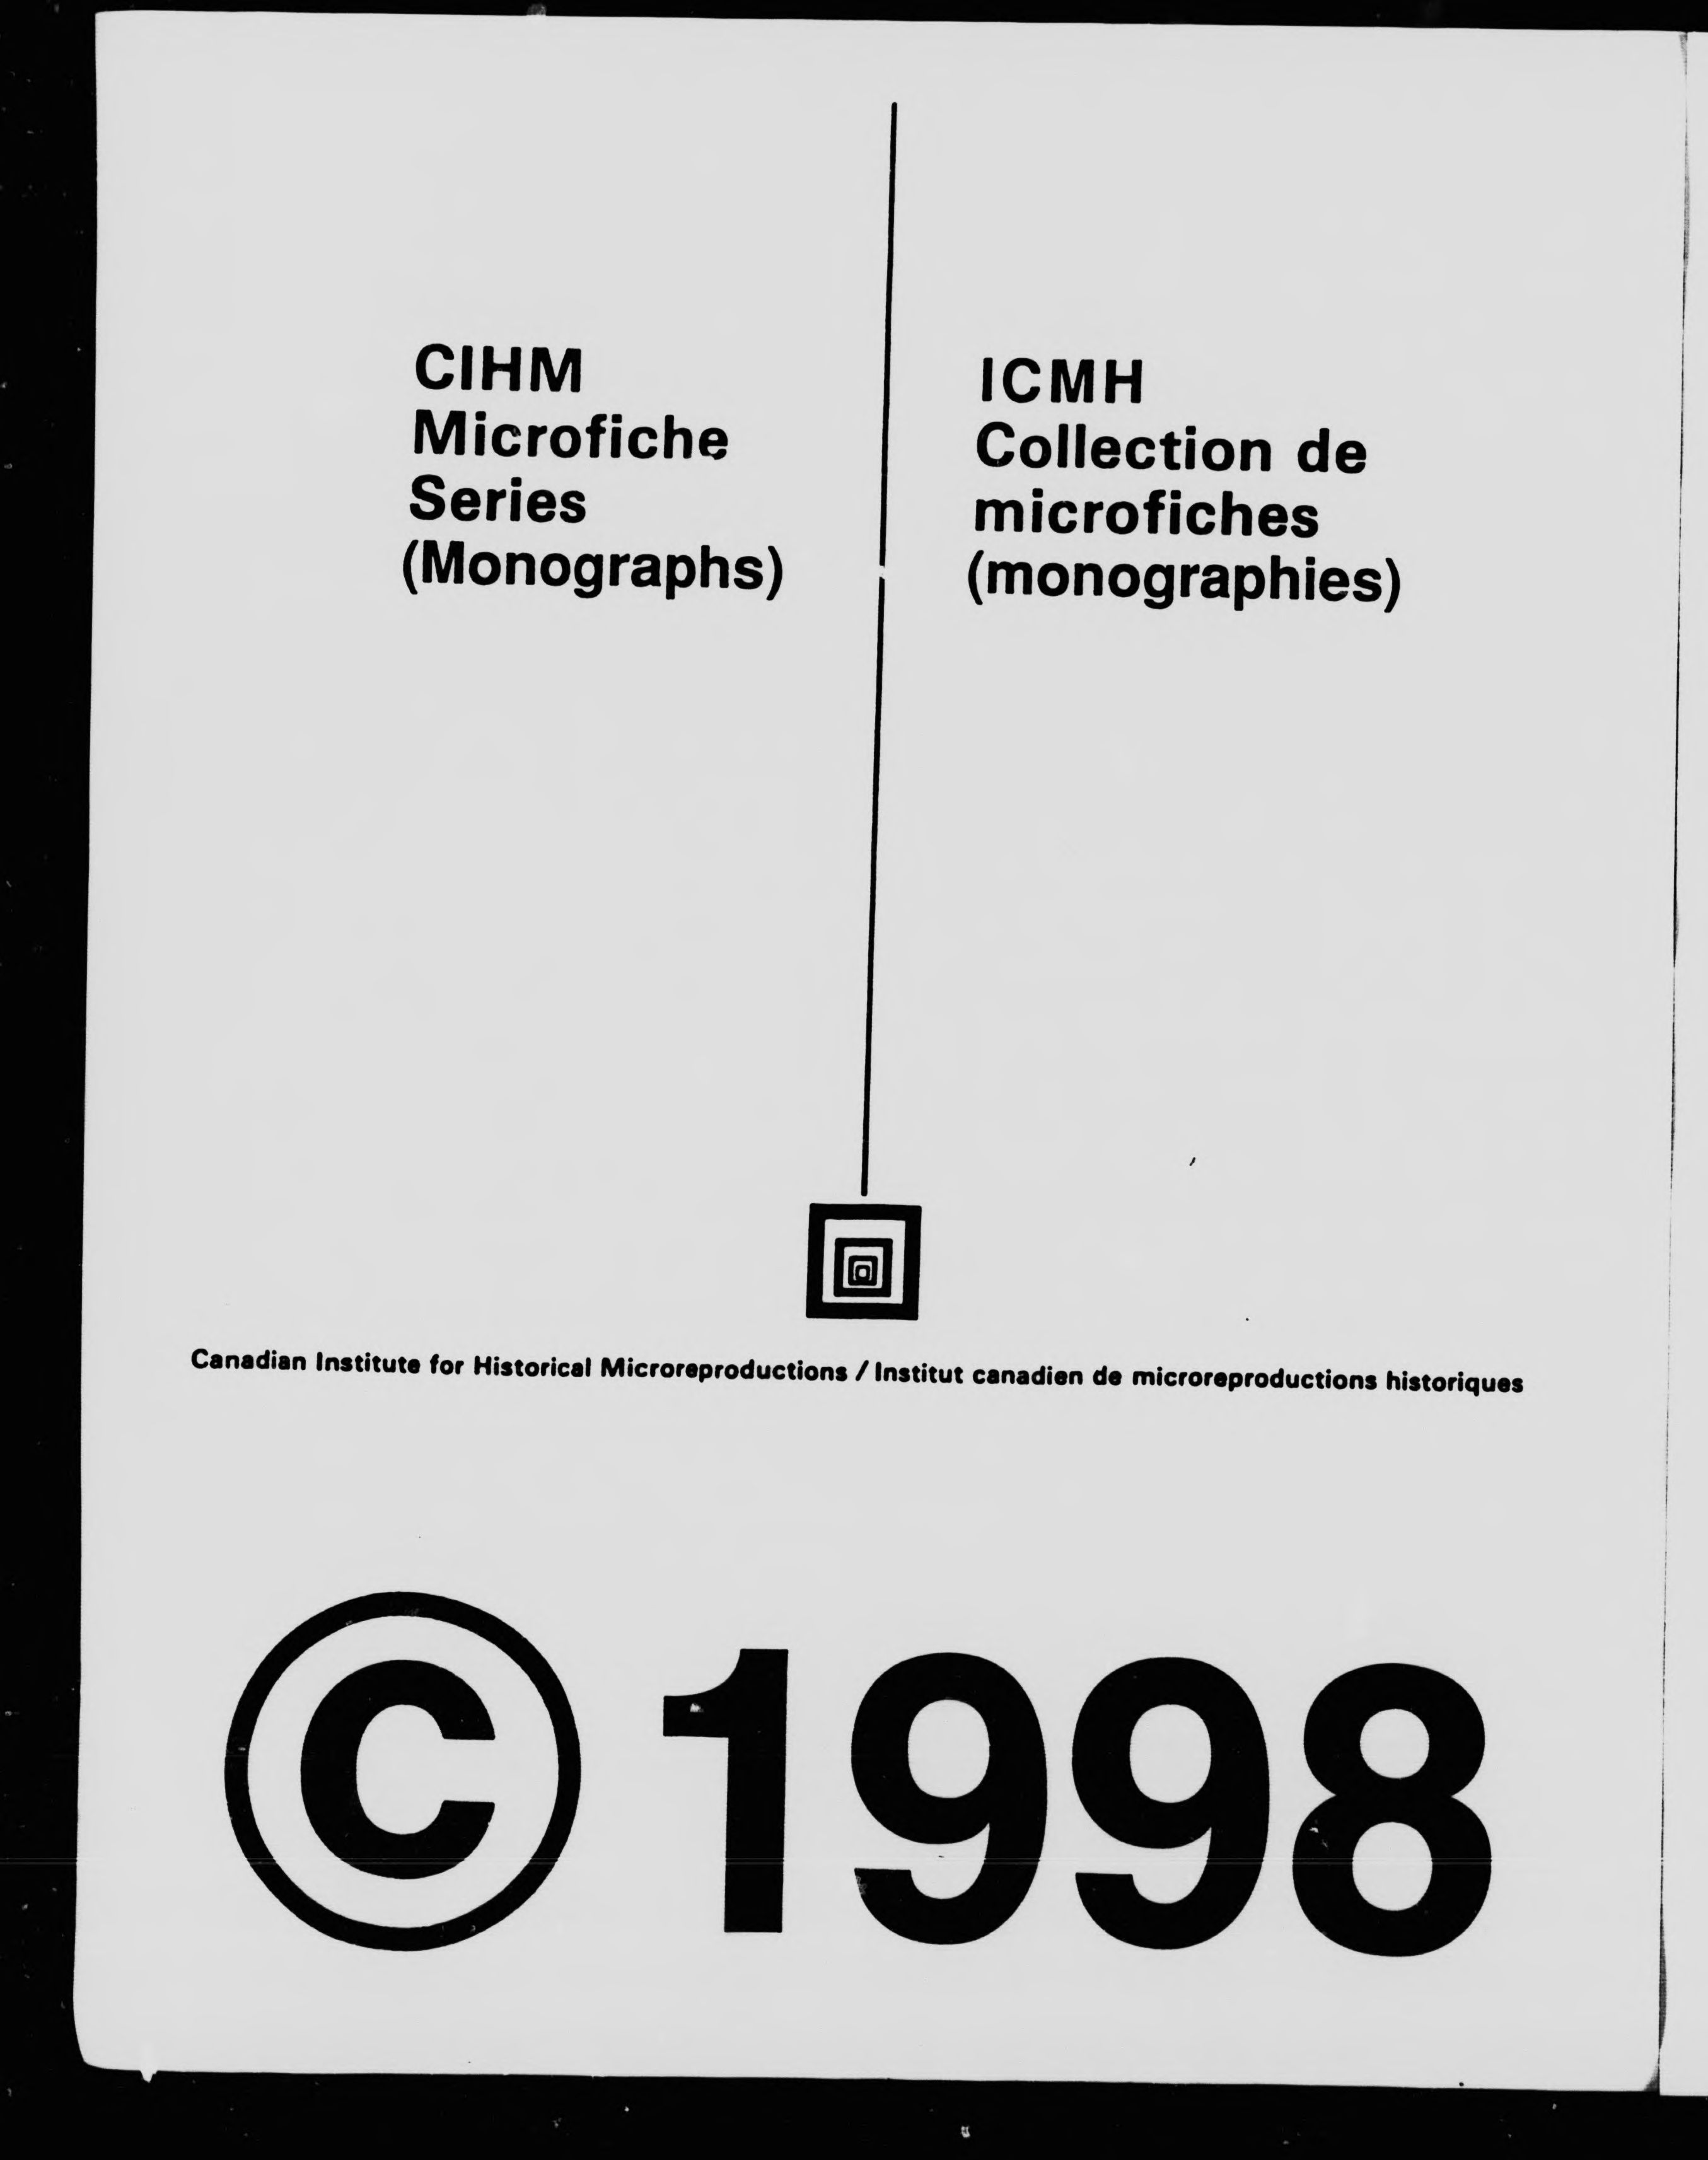 CIHM
Microfiche
Series
(Monographs)
ICMH
Collection de
microfiches
(monographies)
Canadian Institute for Historical Microreproductions / Institut canadien de microreproductions historiques
© 1998